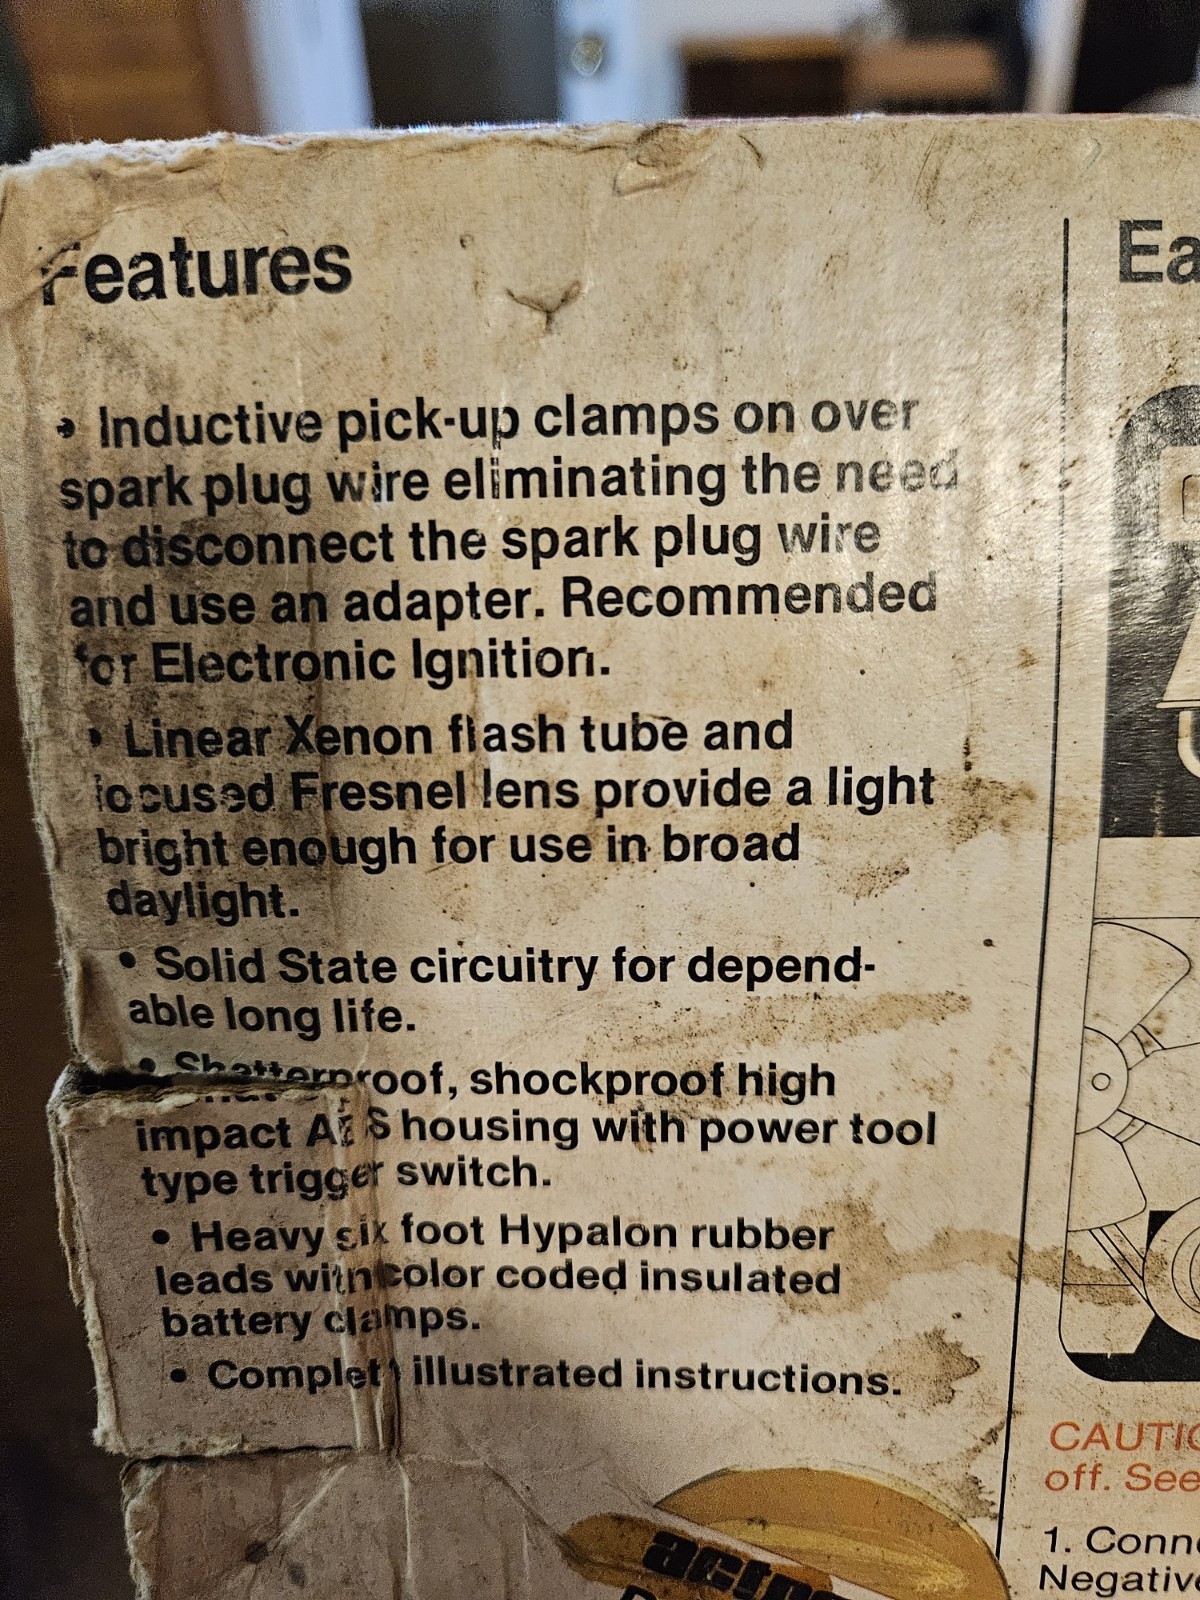 Features
• Inductive pick-up clamps on over
spark plug wire eliminating the need
to disconnect the spark plug wire
and use an adapter. Recommended
for Electronic Ignition.
• Linear Xenon flash tube and
focused Fresnel lens provide a light
bright enough for use in broad
daylight.
• Solid State circuitry for depend-
able long life.
• Shatterproof, shockproof high
impact ABS housing with power tool
type trigger switch.
• Heavy six foot Hypalon rubber
leads with color coded insulated
battery clamps.
• Complete illustrated instructions.
Ea
CAUTIO
off. See
1. Conne
Negative